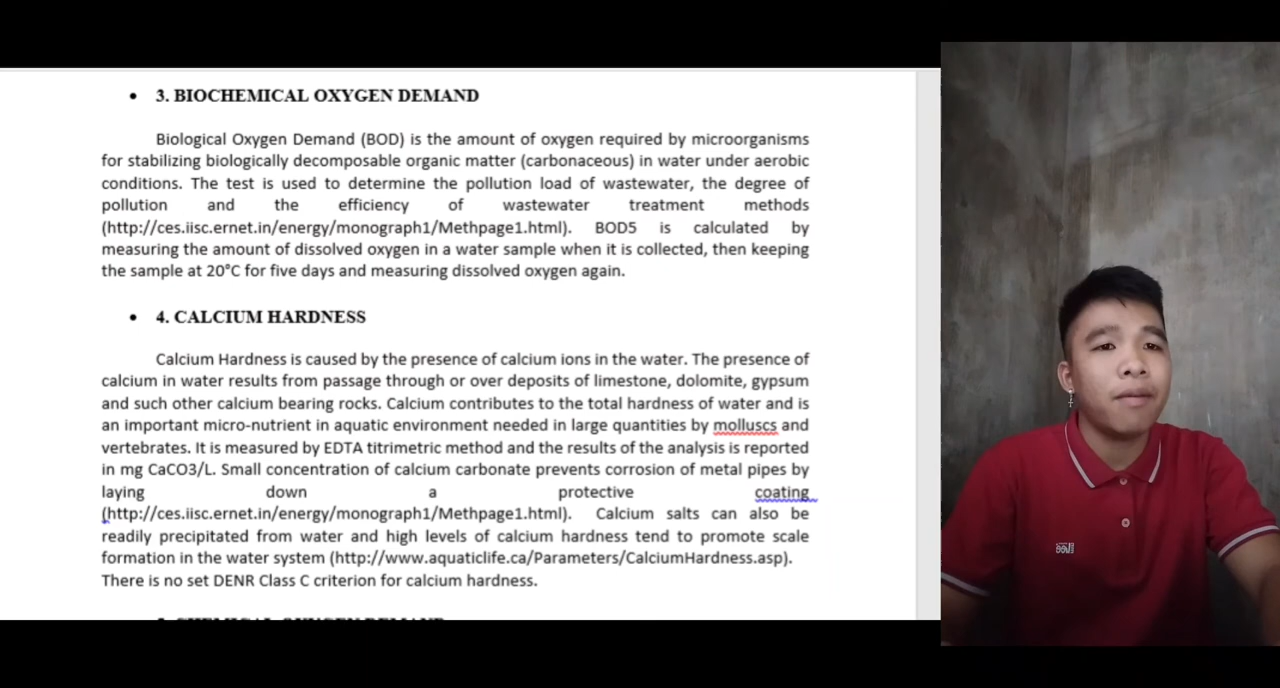 • 3. BIOCHEMICAL OXYGEN DEMAND
Biological Oxygen Demand (BOD) is the amount of oxygen required by microorganisms
for stabilizing biologically decomposable organic matter (carbonaceous) in water under aerobic
conditions. The test is used to determine the pollution load of wastewater, the degree of
pollution and the efficiency of wastewater treatment methods
(http://ces.iisc.ernet.in/energy/monograph1/Methpage1.html). BOD5 is calculated by
measuring the amount of dissolved oxygen in a water sample when it is collected, then keeping
the sample at 20°C for five days and measuring dissolved oxygen again.
• 4. CALCIUM HARDNESS
Calcium Hardness is caused by the presence of calcium ions in the water. The presence of
calcium in water results from passage through or over deposits of limestone, dolomite, gypsum
and such other calcium bearing rocks. Calcium contributes to the total hardness of water and is
an important micro-nutrient in aquatic environment needed in large quantities by molluscs and
vertebrates. It is measured by EDTA titrimetric method and the results of the analysis is reported
in mg CaCO3/L. Small concentration of calcium carbonate prevents corrosion of metal pipes by
laying down a protective coating
(http://ces.iisc.ernet.in/energy/monograph1/Methpage1.html). Calcium salts can also be
readily precipitated from water and high levels of calcium hardness tend to promote scale
formation in the water system (http://www.aquaticlife.ca/Parameters/CalciumHardness.asp).
There is no set DENR Class C criterion for calcium hardness.